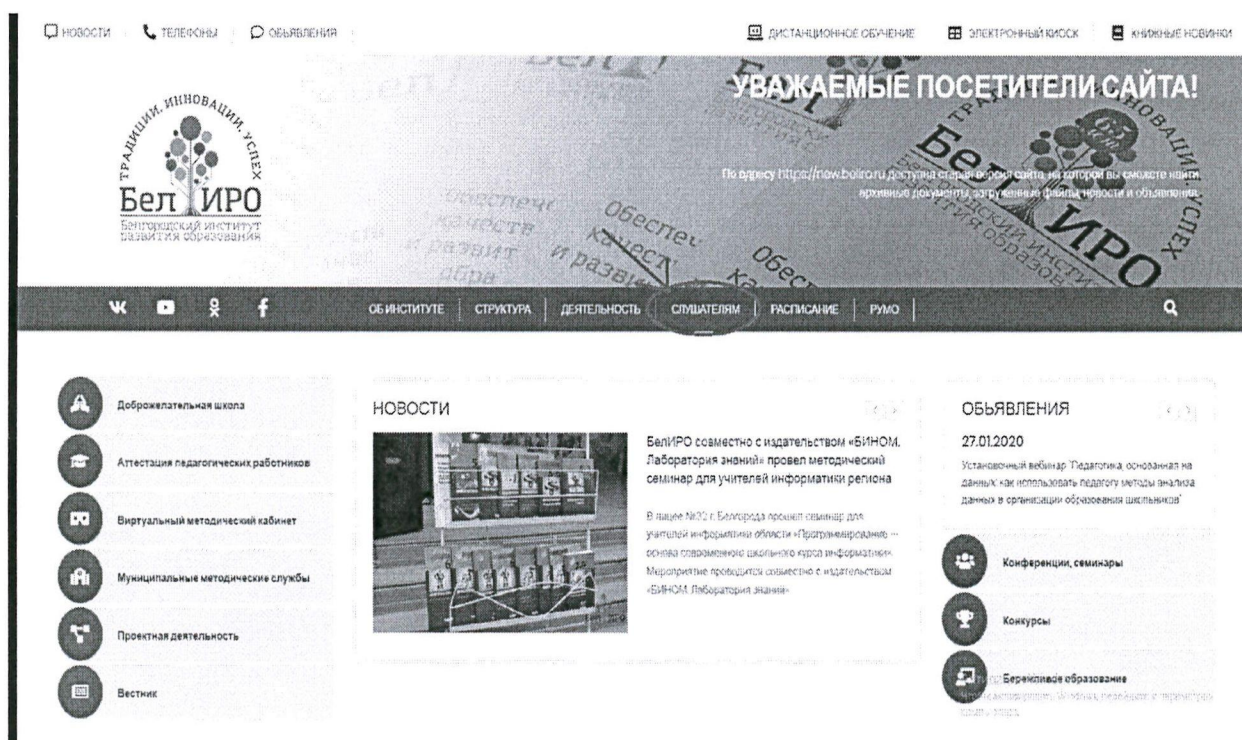 НОВОСТИ
ТЕЛЕФОНЫ
ОБЪЯВЛЕНИЯ
ДИСТАНЦИОННОЕ ОБУЧЕНИЕ
ЭЛЕКТРОННЫЙ КИОСК
КНИЖНЫЕ НОВИНКИ
ТРАДИЦИИ, ИННОВАЦИИ, УСПЕХ
Бел ИРО
Белгородский институт
развития образования
УВАЖАЕМЫЕ ПОСЕТИТЕЛИ САЙТА!
По адресу https://new.beliro.ru доступна старая версия сайта, на которой вы сможете найти
архивные документы, загруженные файлы, новости и объявления.
ОБ ИНСТИТУТЕ
СТРУКТУРА
ДЕЯТЕЛЬНОСТЬ
СЛУШАТЕЛЯМ
РАСПИСАНИЕ
РУМО
Доброжелательная школа
Аттестация педагогических работников
Виртуальный методический кабинет
Муниципальные методические службы
Проектная деятельность
Вестник
НОВОСТИ
БелИРО совместно с издательством «БИНОМ.
Лаборатория знаний» провел методический
семинар для учителей информатики региона
В лицее №32 г. Белгорода прошел семинар для
учителей информатики области «Программирование —
основа современного школьного курса информатики».
Мероприятие проводится совместно с издательством
«БИНОМ. Лаборатория знаний»
ОБЪЯВЛЕНИЯ
27.01.2020
Установочный вебинар "Педагогика, основанная на
данных: как использовать педагогу методы анализа
данных в организации образования школьников"
Конференции, семинары
Конкурсы
Бережливое образование